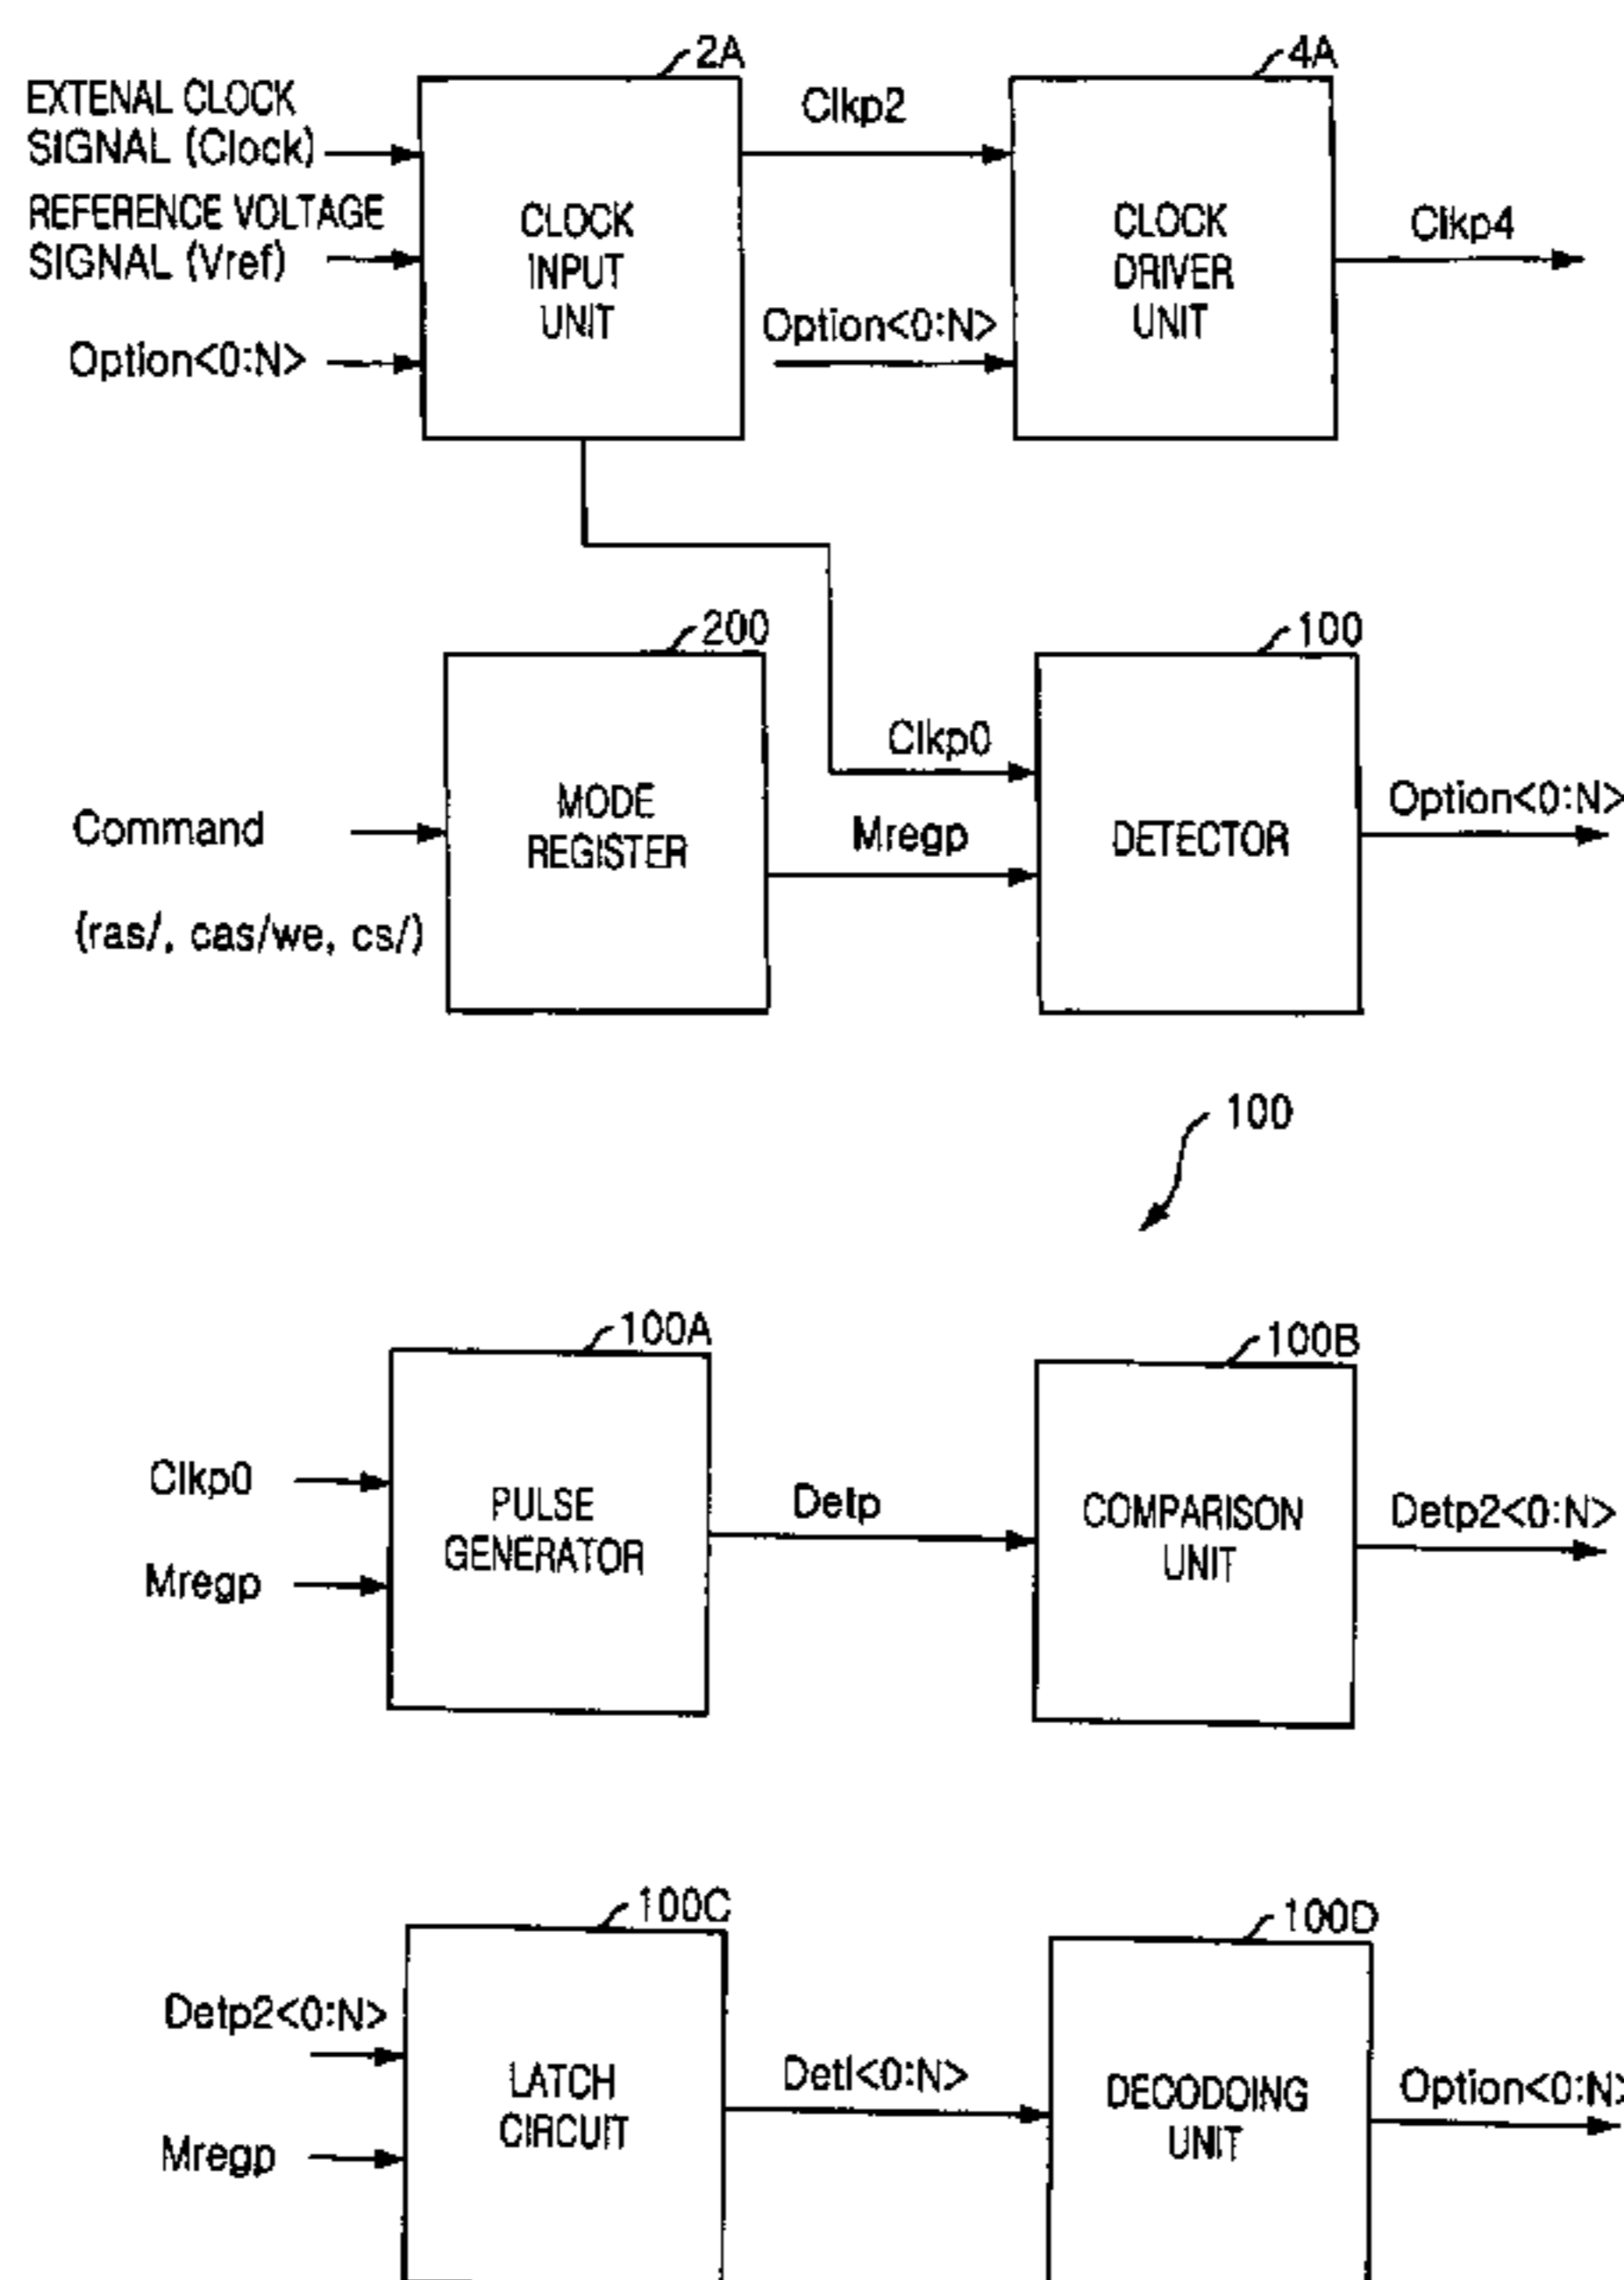 2A
4A
EXTENAL CLOCK
SIGNAL (Clock)
Clkp2
REFERENCE VOLTAGE
SIGNAL (Vref)
CLOCK
INPUT
UNIT
CLOCK
DRIVER
UNIT
Clkp4
Option<0:N>
Option<0:N>
200
100
Clkp0
Command
MODE
REGISTER
Mregp
DETECTOR
Option<0:N>
(ras/, cas/we, cs/)
100
100A
100B
Clkp0
PULSE
GENERATOR
Detp
COMPARISON
UNIT
Detp2<0:N>
Mregp
100C
100D
Detp2<0:N>
LATCH
CIRCUIT
Detl<0:N>
DECODOING
UNIT
Option<0:N>
Mregp